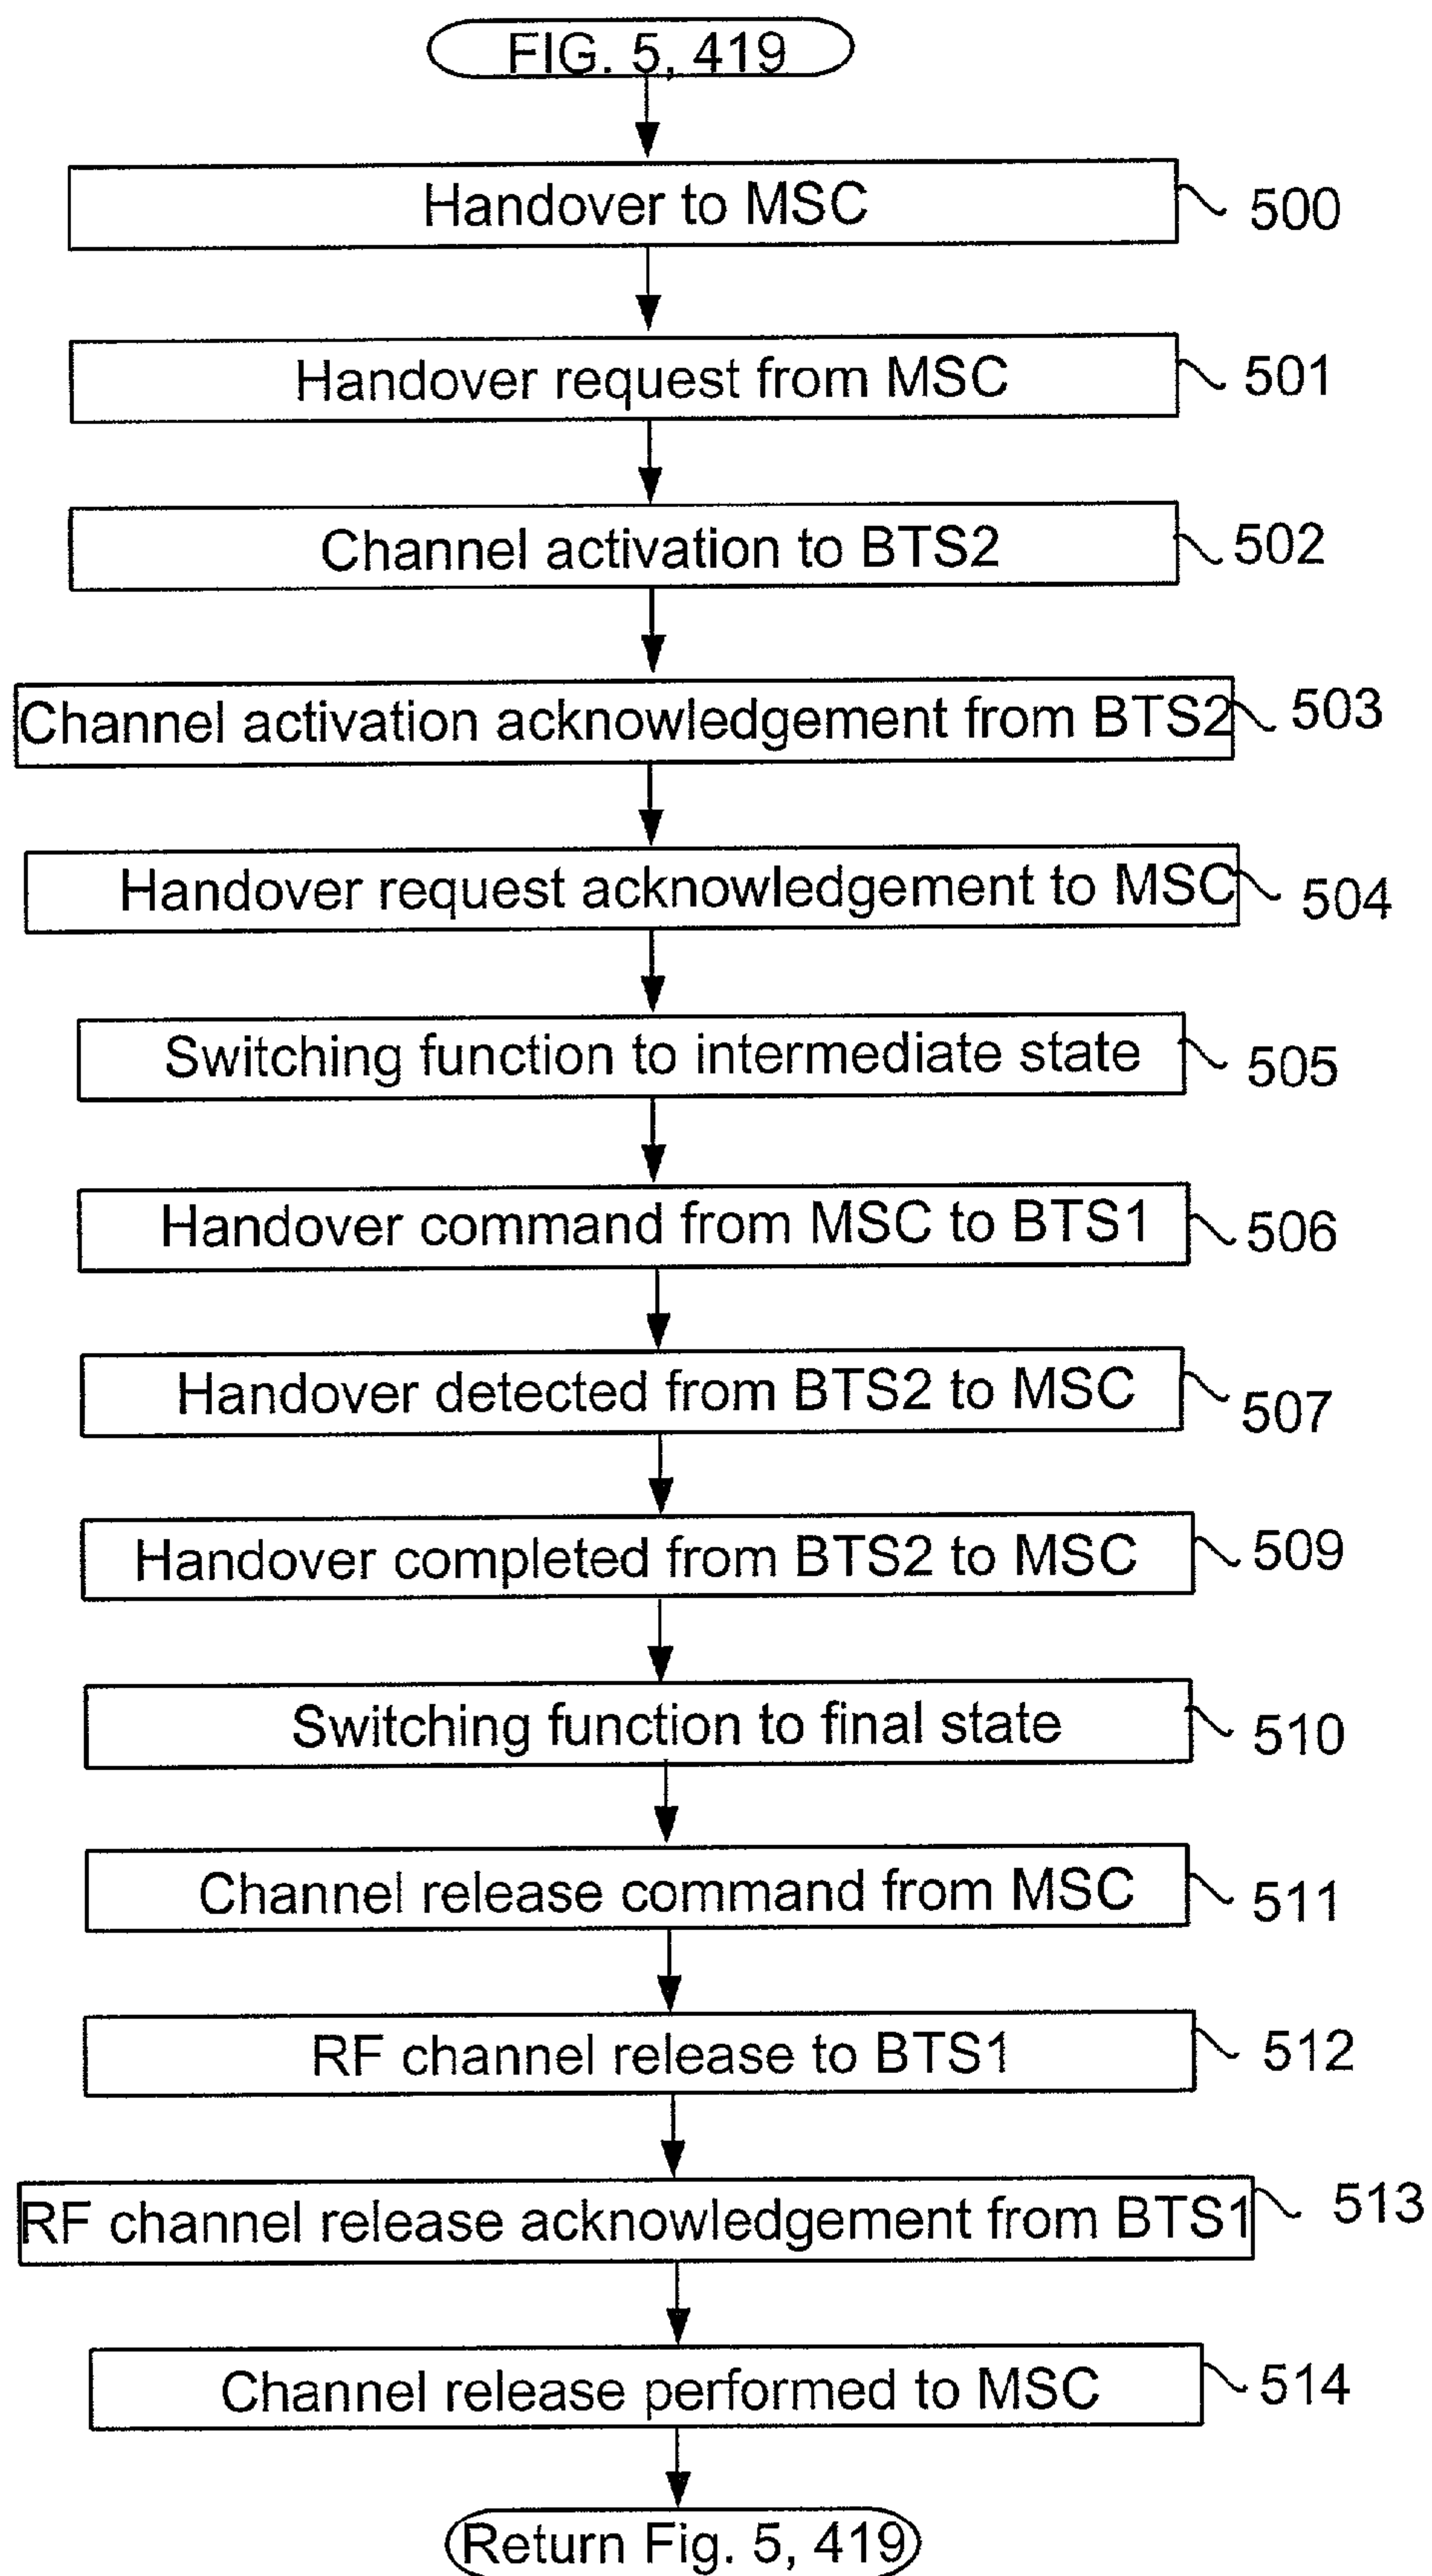 FIG. 5, 419
Handover to MSC
500
Handover request from MSC
501
Channel activation to BTS2
502
Channel activation acknowledgement from BTS2
503
Handover request acknowledgement to MSC
504
Switching function to intermediate state
505
Handover command from MSC to BTS1
506
Handover detected from BTS2 to MSC
507
Handover completed from BTS2 to MSC
509
Switching function to final state
510
Channel release command from MSC
511
RF channel release to BTS1
512
RF channel release acknowledgement from BTS1
513
Channel release performed to MSC
514
Return Fig. 5, 419